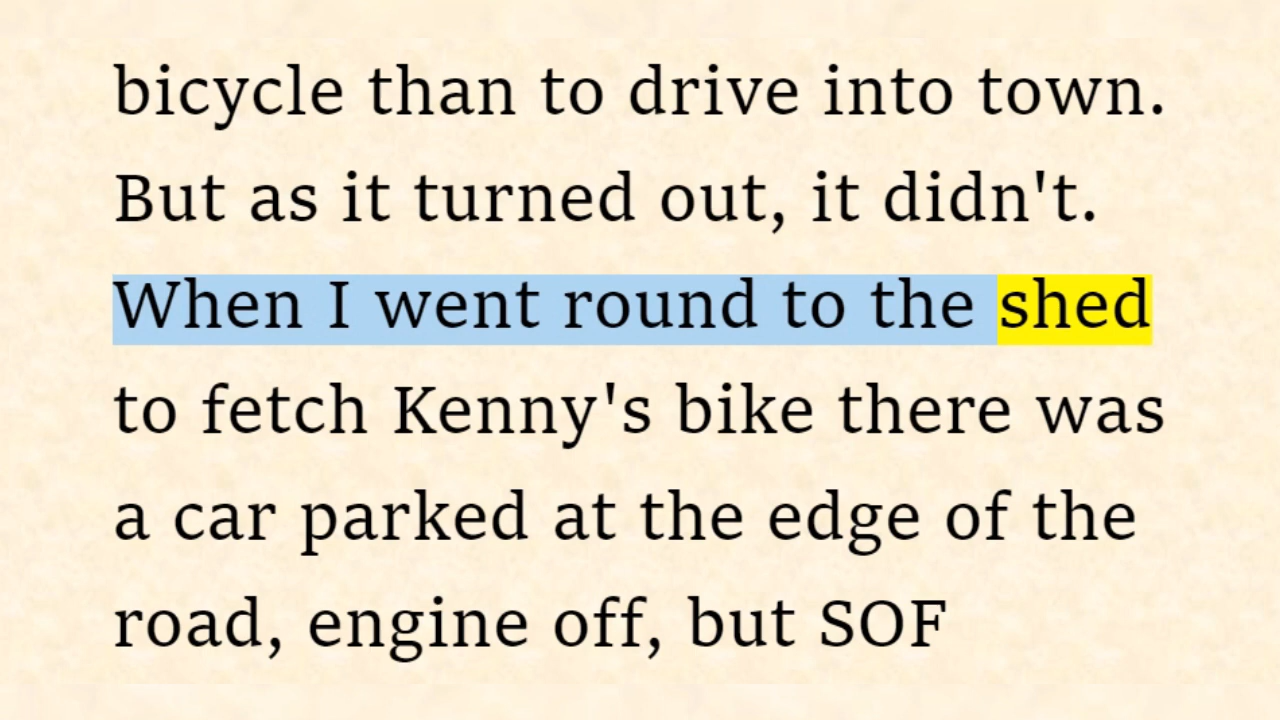 bicycle than to drive into town.
But as it turned out, it didn't.
When I went round to the shed
to fetch Kenny's bike there was
a car parked at the edge of the
road, engine off, but SOF